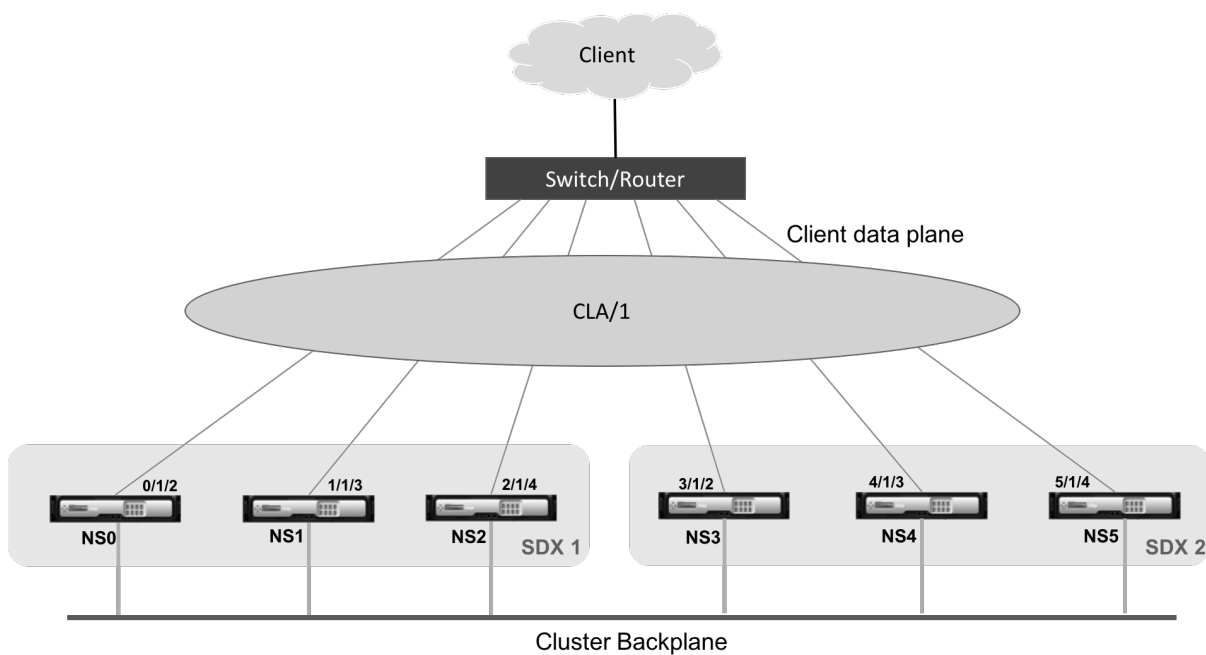 Client
Switch/Router
Client data plane
CLA/1
0/1/2
1/1/3
2/1/4
3/1/2
4/1/3
5/1/4
NS0
NS1
NS2
SDX 1
NS3
NS4
NS5
SDX 2
Cluster Backplane